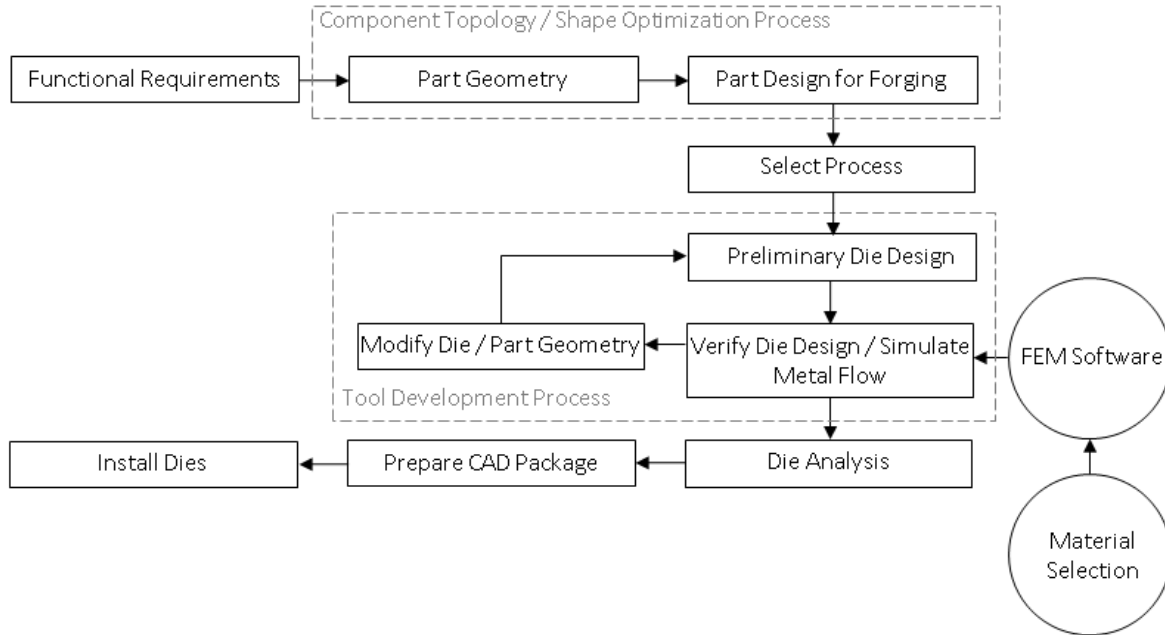 Component Topology / Shape Optimization Process
Functional Requirements
Part Geometry
Part Design for Forging
Select Process
Preliminary Die Design
Modify Die / Part Geometry
Verify Die Design / Simulate
Metal Flow
FEM Software
Tool Development Process
Install Dies
Prepare CAD Package
Die Analysis
Material
Selection